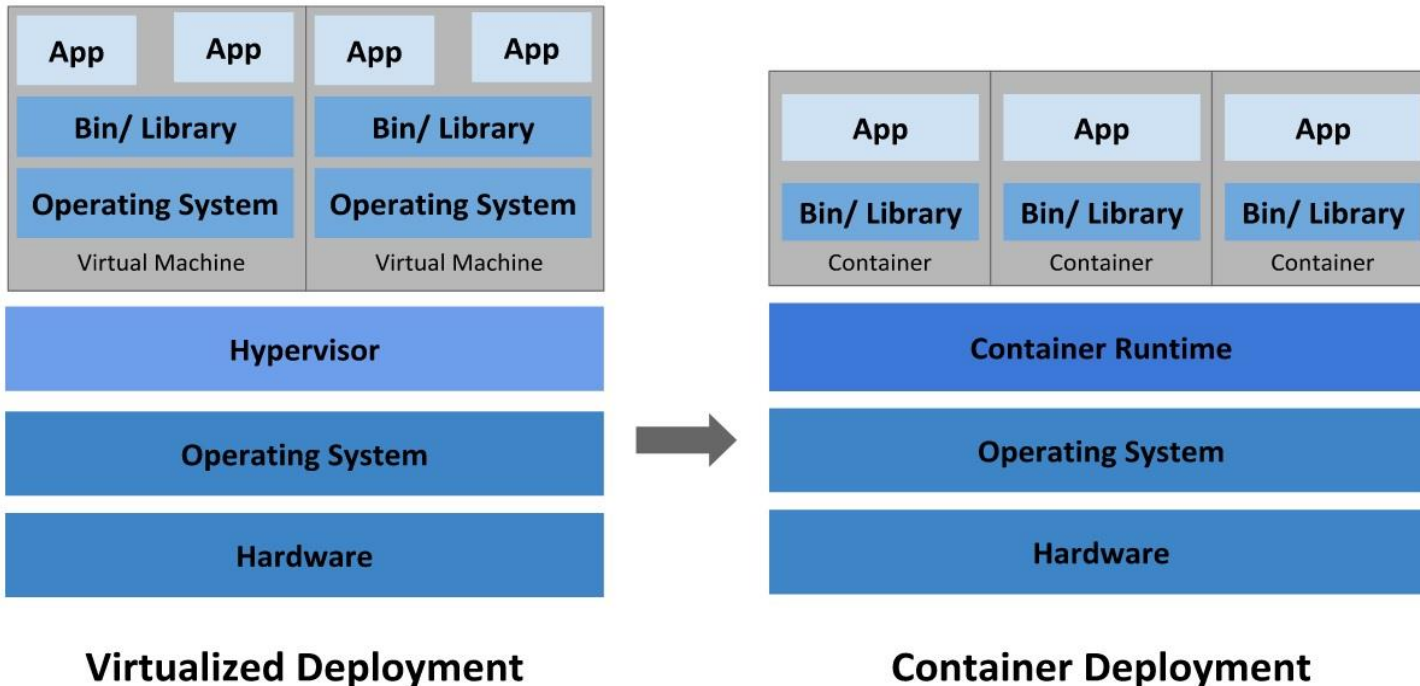 App
App
App
App
Bin/ Library
Bin/ Library
Operating System
Operating System
Virtual Machine
Virtual Machine
Hypervisor
Operating System
Hardware
Virtualized Deployment
App
App
App
Bin/ Library
Bin/ Library
Bin/ Library
Container
Container
Container
Container Runtime
Operating System
Hardware
Container Deployment